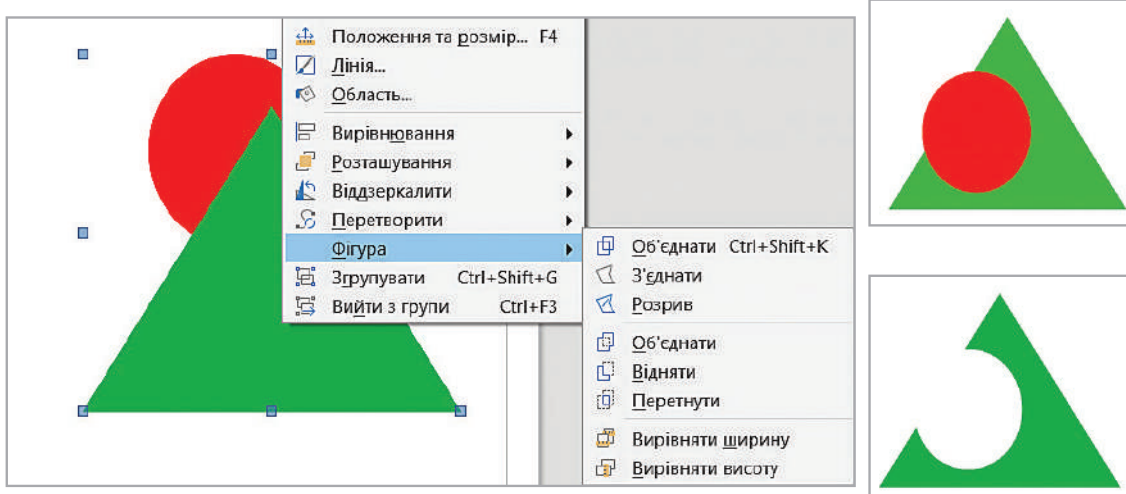 Положення та розмір... F4
Лінія...
Область...
Вирівнювання
Розташування
Віддзеркалити
Перетворити
Фігура
Згрупувати Ctrl+Shift+G
Вийти з групи Ctrl+F3
Об'єднати Ctrl+Shift+K
З'єднати
Розрив
Об'єднати
Відняти
Перетнути
Вирівняти ширину
Вирівняти висоту